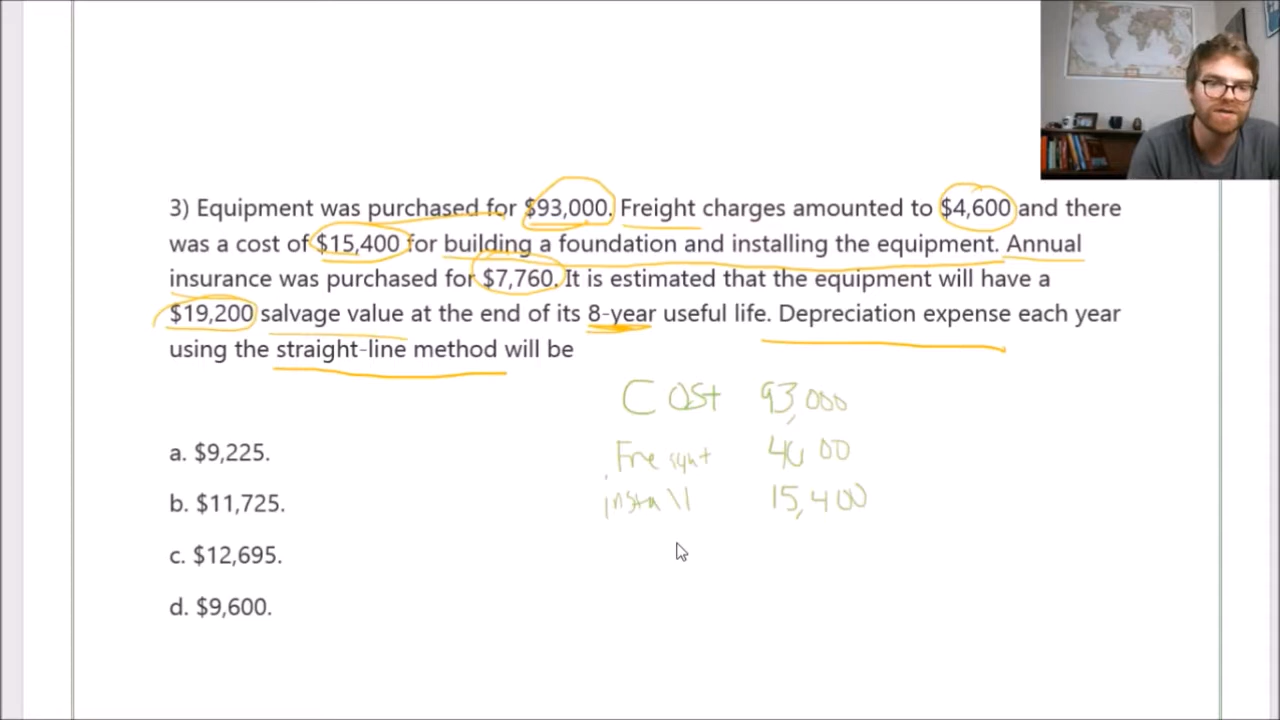 3) Equipment was purchased for $93,000. Freight charges amounted to $4,600 and there
was a cost of $15,400 for building a foundation and installing the equipment. Annual
insurance was purchased for $7,760. It is estimated that the equipment will have a
$19,200 salvage value at the end of its 8-year useful life. Depreciation expense each year
using the straight-line method will be
Cost 93,000
Freight 4600
install 15,400
a. $9,225.
b. $11,725.
c. $12,695.
d. $9,600.